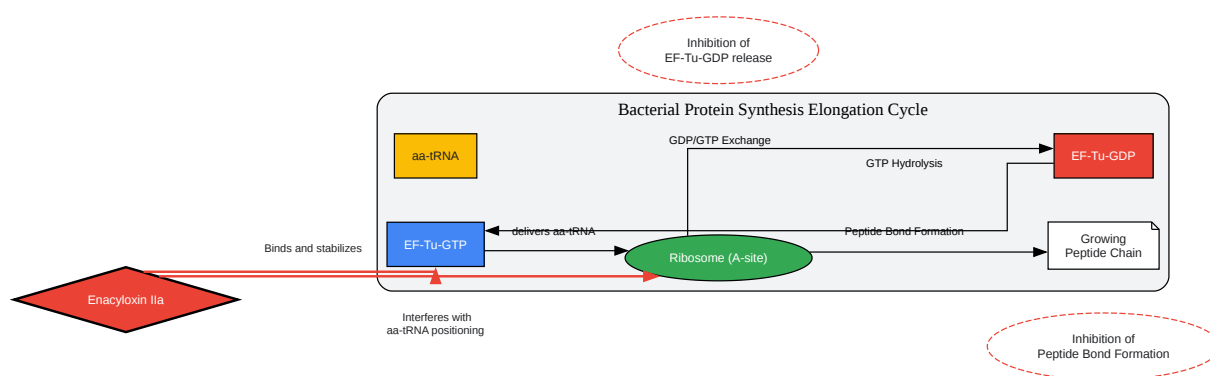 Inhibition of
EF-Tu-GDP release
Bacterial Protein Synthesis Elongation Cycle
GDP/GTP Exchange
aa-tRNA
EF-Tu-GDP
GTP Hydrolysis
delivers aa-tRNA
Peptide Bond Formation
EF-Tu-GTP
Growing
Peptide Chain
Binds and stabilizes
Ribosome (A-site)
Enacyloxin IIa
Interferes with
aa-tRNA positioning
Inhibition of
Peptide Bond Formation